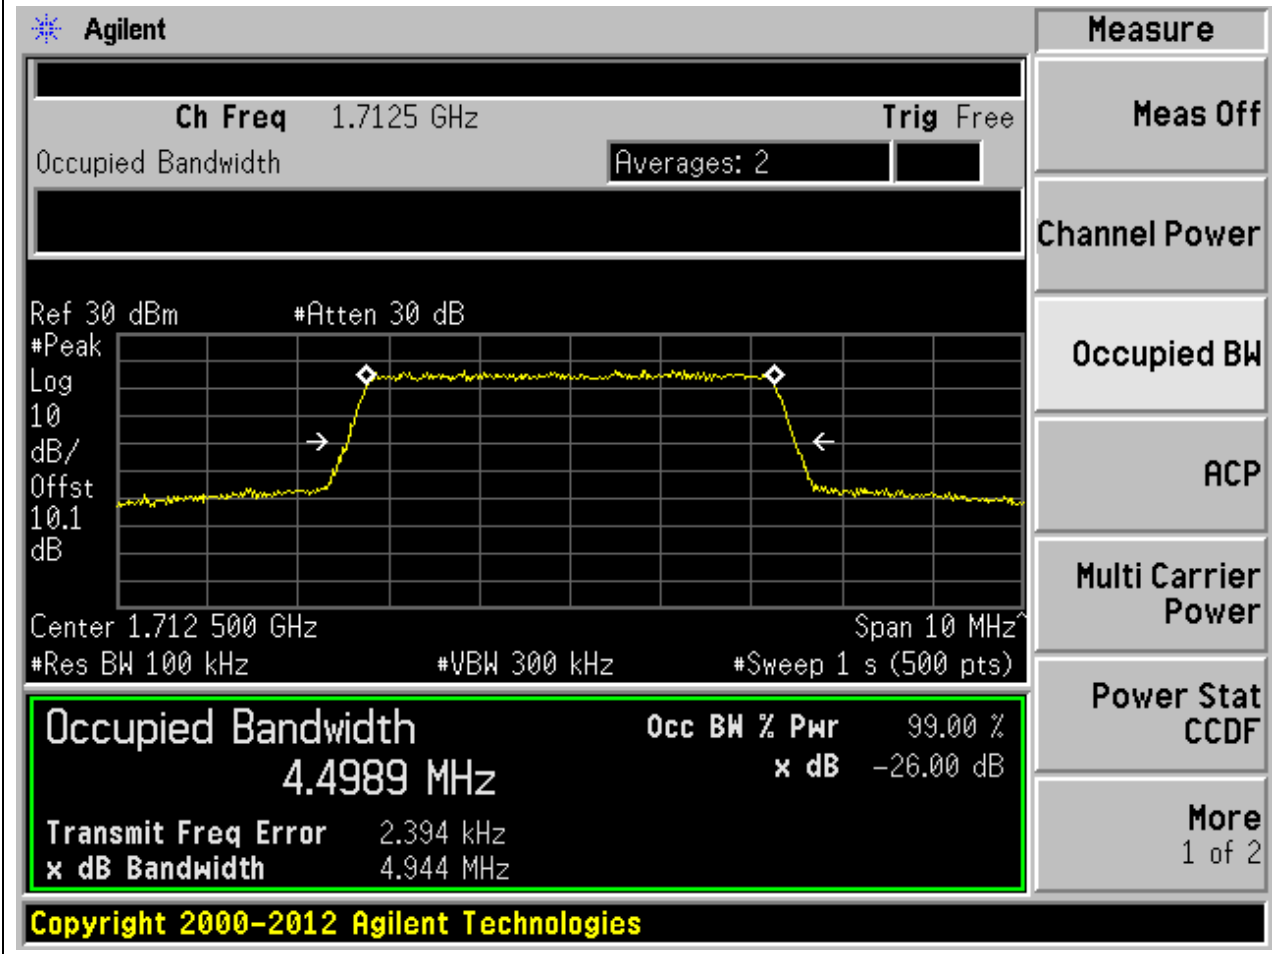 Agilent
Measure
Ch Freq 1.7125 GHz Trig Free
Occupied Bandwidth Averages: 2
Ref 30 dBm #Atten 30 dB
#Peak
Log
10
dB/
Offst
10.1
dB
Center 1.712 500 GHz Span 10 MHz^
#Res BW 100 kHz #VBW 300 kHz #Sweep 1 s (500 pts)
Occupied Bandwidth Occ BW % Pwr 99.00 %
4.4989 MHz x dB -26.00 dB
Transmit Freq Error 2.394 kHz
x dB Bandwidth 4.944 MHz
Meas Off
Channel Power
Occupied BW
ACP
Multi Carrier
Power
Power Stat
CCDF
More
1 of 2
Copyright 2000-2012 Agilent Technologies